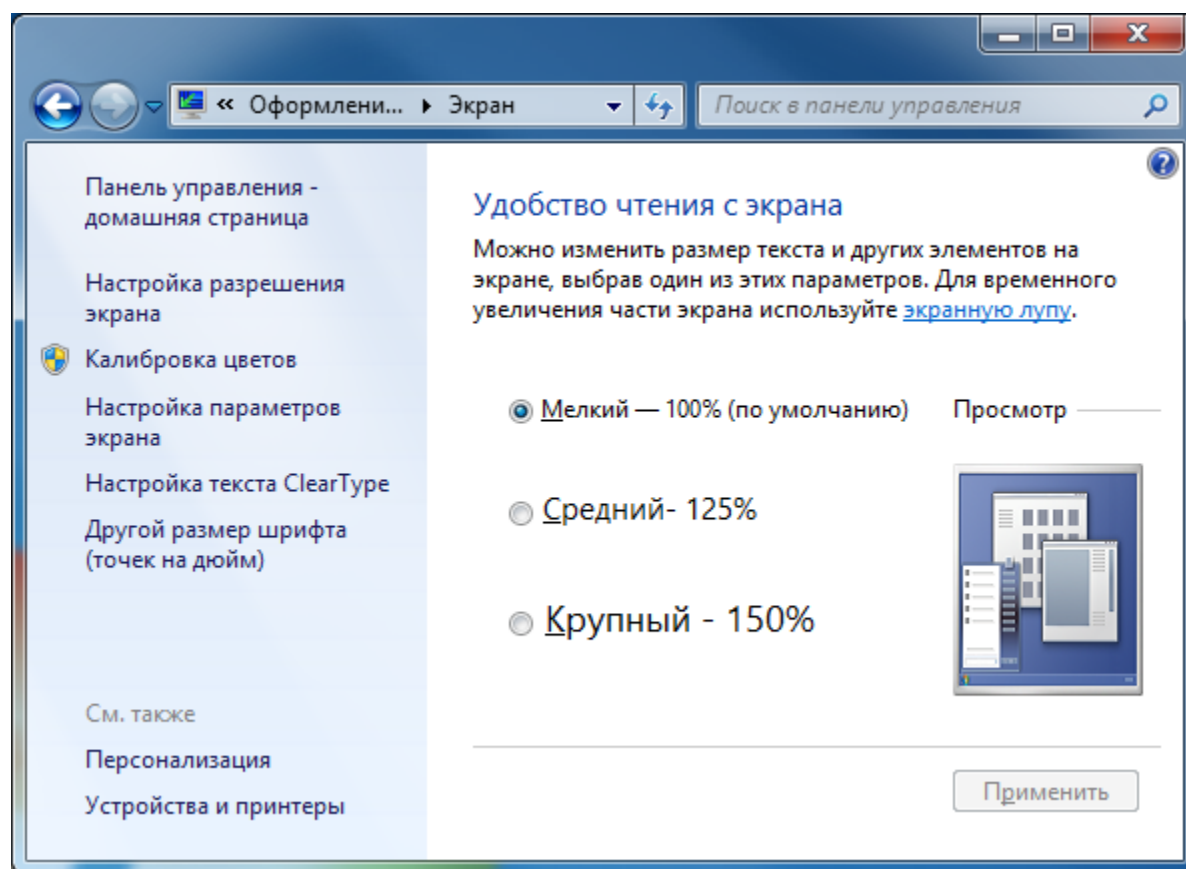 « Оформлени... ▸ Экран
Поиск в панели управления
Панель управления -
домашняя страница
Настройка разрешения
экрана
Калибровка цветов
Настройка параметров
экрана
Настройка текста ClearType
Другой размер шрифта
(точек на дюйм)
См. также
Персонализация
Устройства и принтеры
Удобство чтения с экрана
Можно изменить размер текста и других элементов на
экране, выбрав один из этих параметров. Для временного
увеличения части экрана используйте экранную лупу.
Мелкий — 100% (по умолчанию)
Просмотр
Средний- 125%
Крупный - 150%
Применить